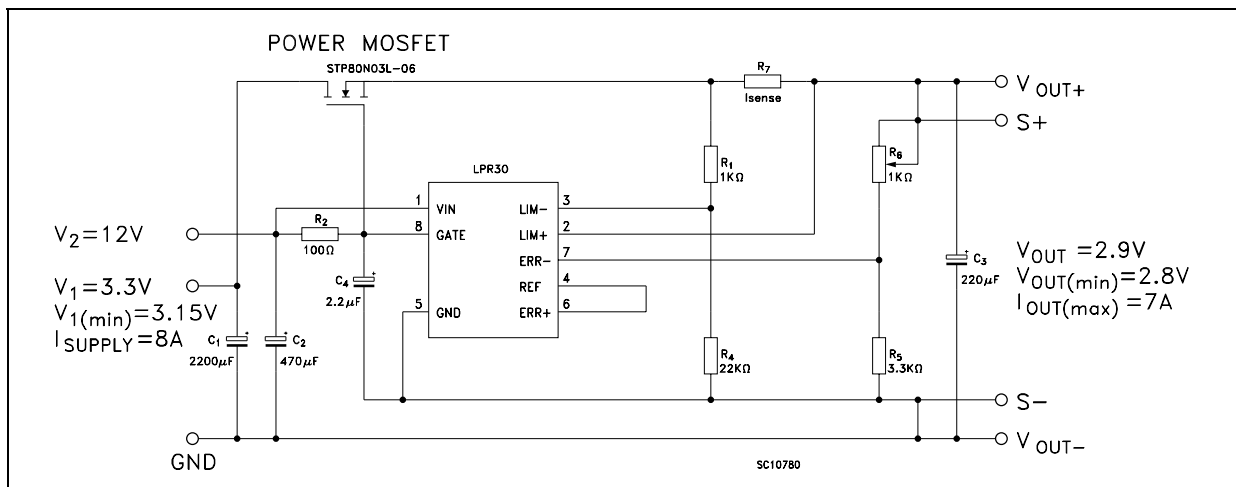 POWER MOSFET
STP80N03L-06
R7
Isense
VOUT+
S+
R6
1KΩ
R1
1KΩ
LPR30
1
VIN
LIM-
3
8
GATE
LIM+
2
ERR-
7
REF
4
5
GND
ERR+
6
V2=12V
R2
100Ω
C4
+
2.2µF
V1=3.3V
V1(min)=3.15V
ISUPPLY=8A
C1
+
2200µF
C2
+
470µF
C3
+
220µF
VOUT =2.9V
VOUT(min)=2.8V
IOUT(max)=7A
R4
22KΩ
R5
3.3KΩ
S-
VOUT-
GND
SC10780